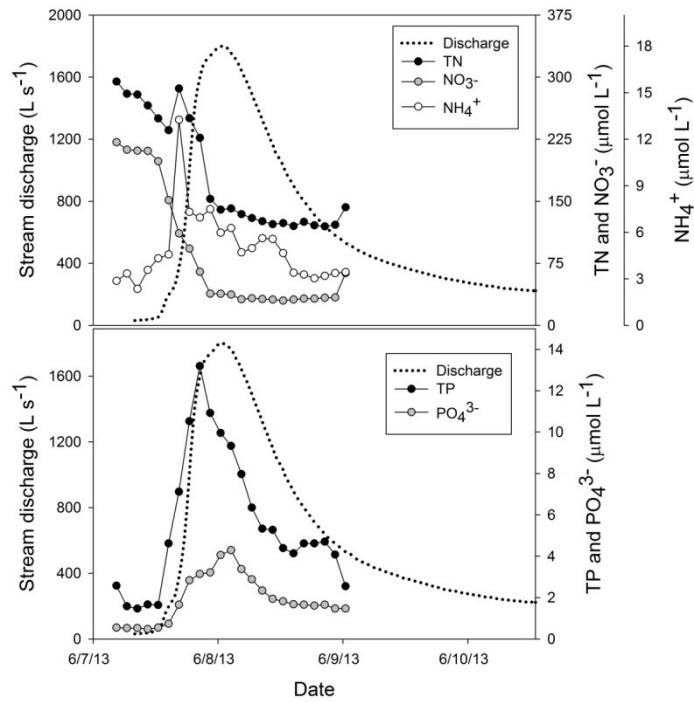 2000
1600
1200
800
400
0
Stream discharge (L s⁻¹)
Discharge
TN
NO₃⁻
NH₄⁺
375
300
225
150
75
0
TN and NO₃⁻ (μmol L⁻¹)
18
15
12
9
6
3
0
NH₄⁺ (μmol L⁻¹)
1600
1200
800
400
0
Stream discharge (L s⁻¹)
Discharge
TP
PO₄³⁻
14
12
10
8
6
4
2
0
TP and PO₄³⁻ (μmol L⁻¹)
6/7/13 6/8/13 6/9/13 6/10/13
Date